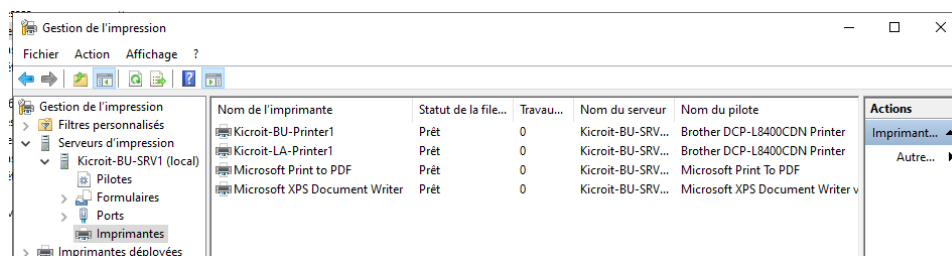 Gestion de l'impression
Fichier Action Affichage ?
Gestion de l'impression
Filtres personnalisés
Serveurs d'impression
Kicroit-BU-SRV1 (local)
Pilotes
Formulaires
Ports
Imprimantes
Imprimantes déployées
Nom de l'imprimante Statut de la file... Travau... Nom du serveur Nom du pilote
Kicroit-BU-Printer1 Prêt 0 Kicroit-BU-SRV... Brother DCP-L8400CDN Printer
Kicroit-LA-Printer1 Prêt 0 Kicroit-BU-SRV... Brother DCP-L8400CDN Printer
Microsoft Print to PDF Prêt 0 Kicroit-BU-SRV... Microsoft Print To PDF
Microsoft XPS Document Writer Prêt 0 Kicroit-BU-SRV... Microsoft XPS Document Writer v
Actions
Imprimant...
Autre...